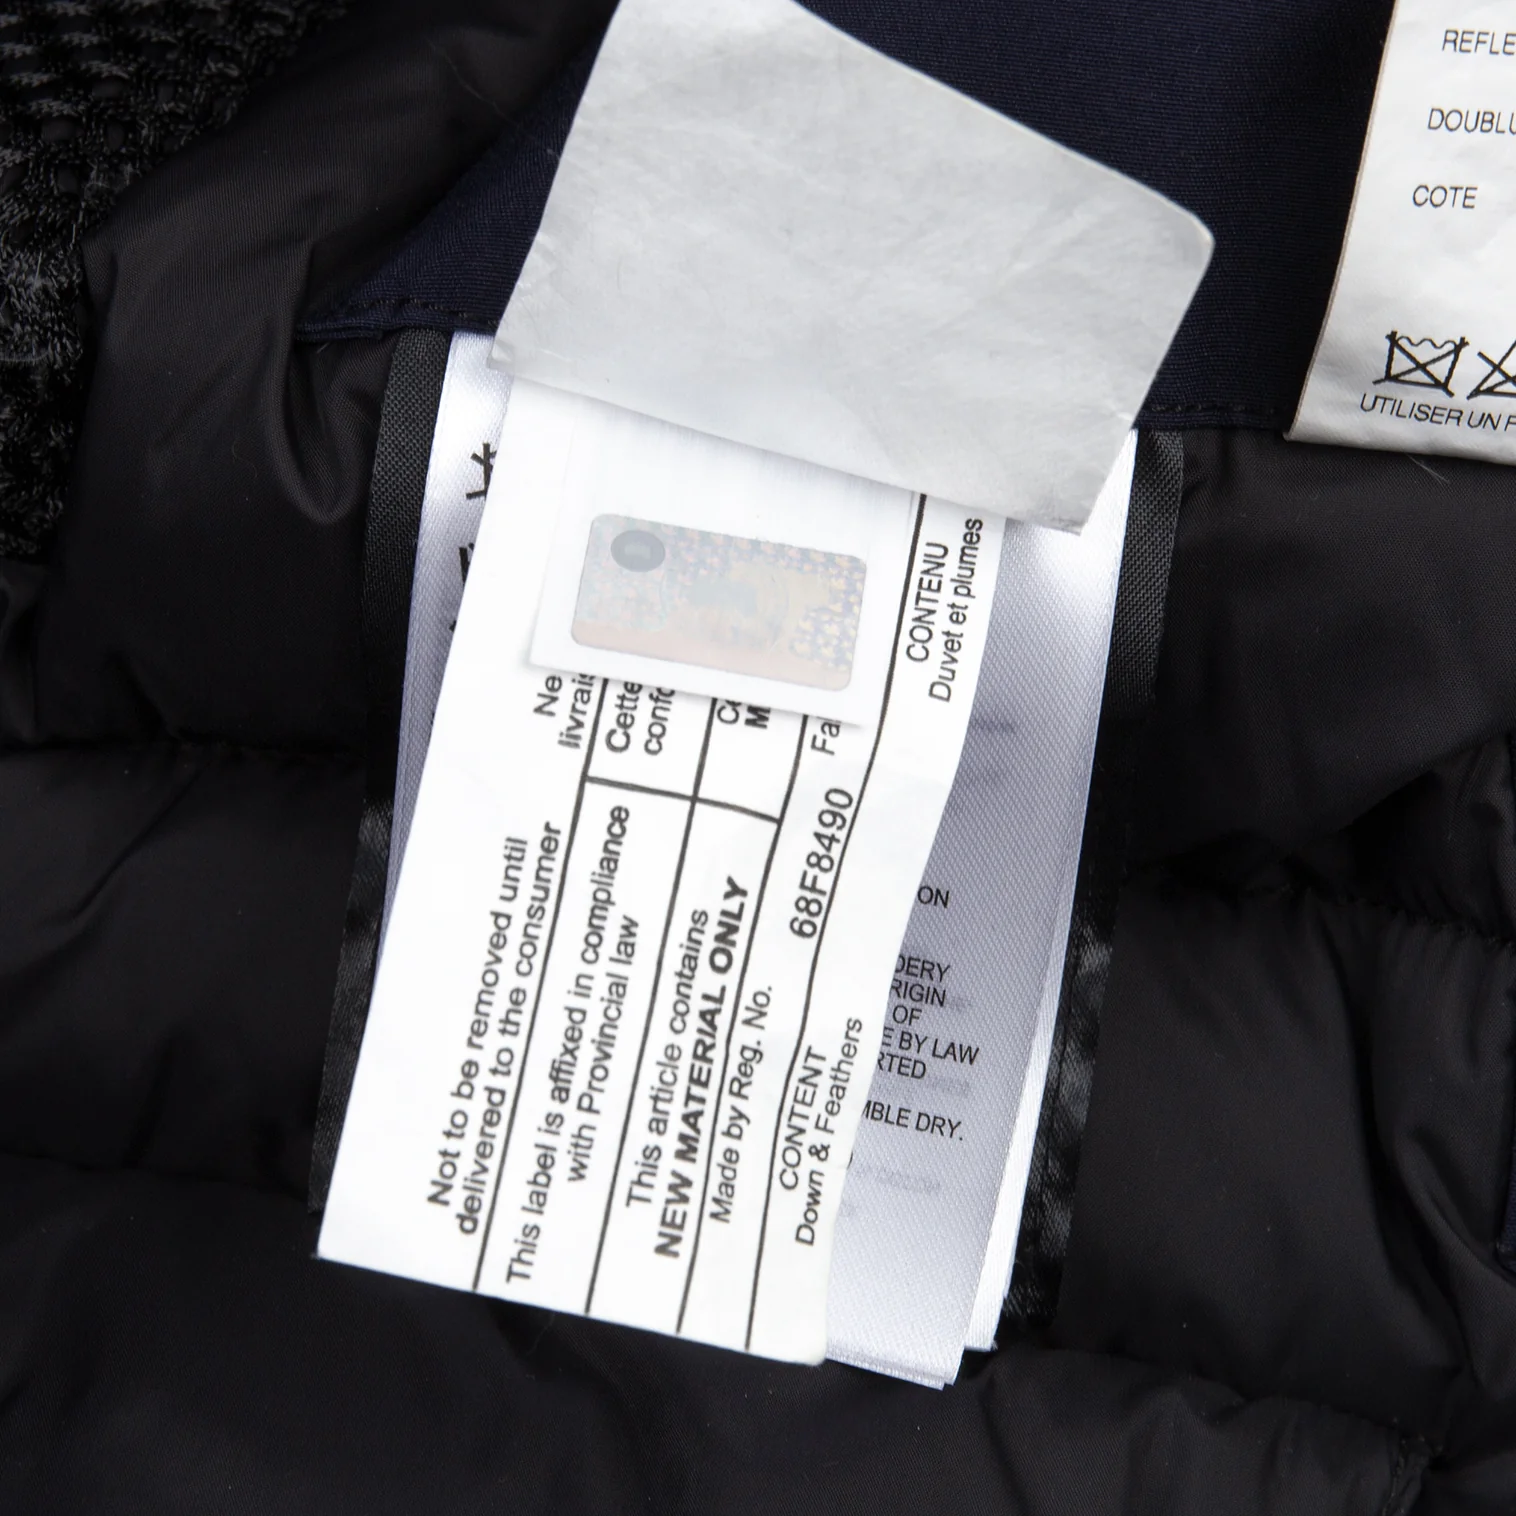 Not to be removed until
delivered to the consumer
This label is affixed in compliance
with Provincial law
This article contains
NEW MATERIAL ONLY
Made by Reg. No.
68F8490
CONTENT
Down & Feathers
Ne
livrais
Cette
confo
M
Fa
CONTENU
Duvet et plumes
ON
DERY
RIGIN
OF
E BY LAW
RTED
MBLE DRY.
REFLE
DOUBLU
COTE
UTILISER UN F